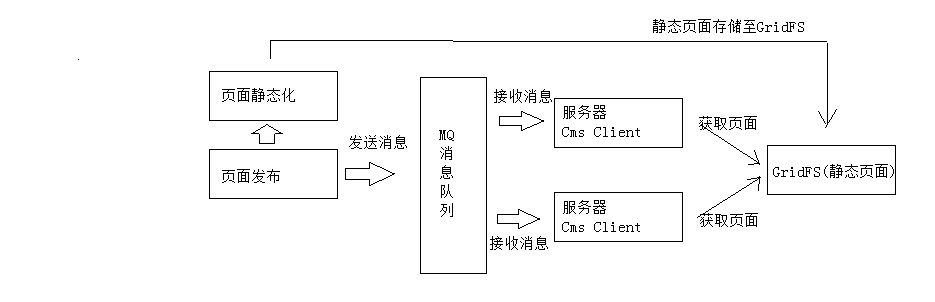 静态页面存储至GridFS
页面静态化
接收消息
服务器
Cms Client
获取页面
MQ
消
息
队
列
发送消息
页面发布
GridFS(静态页面)
服务器
Cms Client
获取页面
接收消息